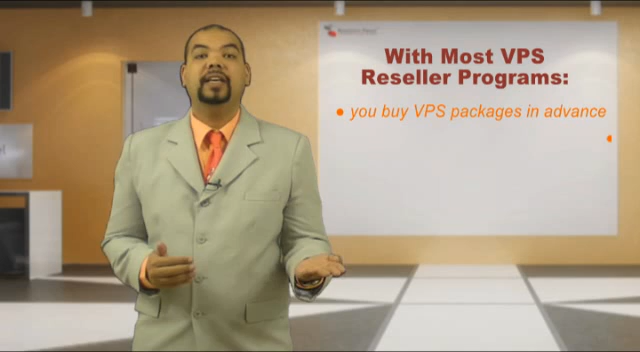 With Most VPS
Reseller Programs:
• you buy VPS packages in advance